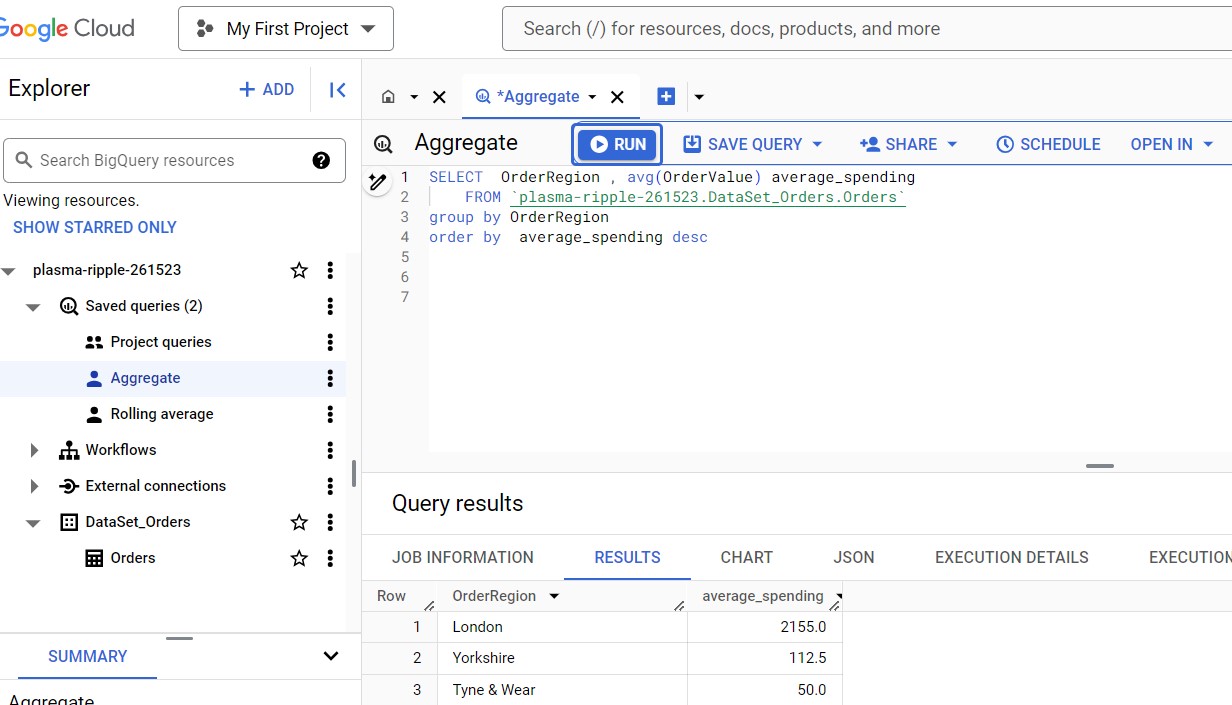 Google Cloud
My First Project
Search (/) for resources, docs, products, and more
Explorer
+ ADD
Search BigQuery resources
?
Viewing resources.
SHOW STARRED ONLY
plasma-ripple-261523
Saved queries (2)
Project queries
Aggregate
Rolling average
Workflows
External connections
DataSet_Orders
Orders
SUMMARY
Aggregate
*Aggregate
Aggregate
RUN
SAVE QUERY
SHARE
SCHEDULE
OPEN IN
1 SELECT  OrderRegion , avg(OrderValue) average_spending
2     FROM `plasma-ripple-261523.DataSet_Orders.Orders`
3 group by OrderRegion
4 order by  average_spending desc
5
6
7
Query results
JOB INFORMATION RESULTS CHART JSON EXECUTION DETAILS EXECUTION
Row OrderRegion average_spending
1 London 2155.0
2 Yorkshire 112.5
3 Tyne & Wear 50.0